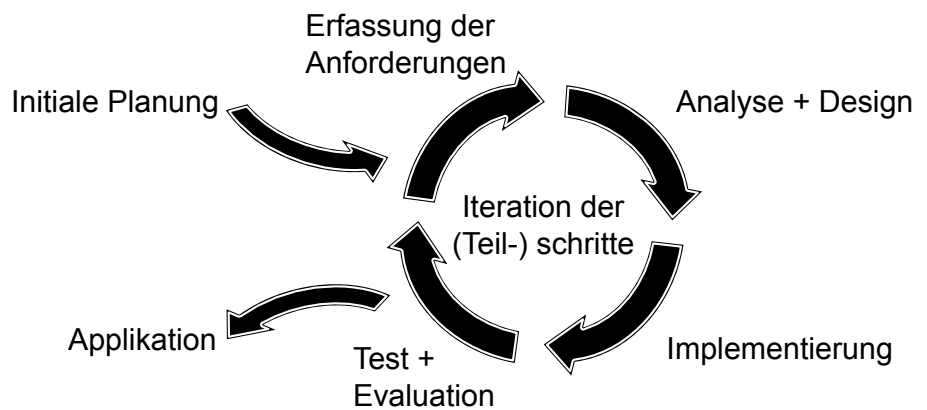 Erfassung der
Anforderungen
Initiale Planung
Analyse + Design
Iteration der
(Teil-) schritte
Applikation
Implementierung
Test +
Evaluation